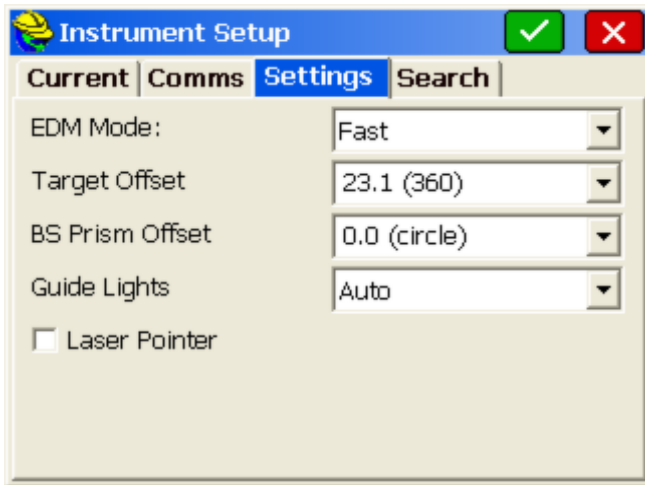 Instrument Setup
Current Comms Settings Search
EDM Mode: Fast
Target Offset 23.1 (360)
BS Prism Offset 0.0 (circle)
Guide Lights Auto
Laser Pointer